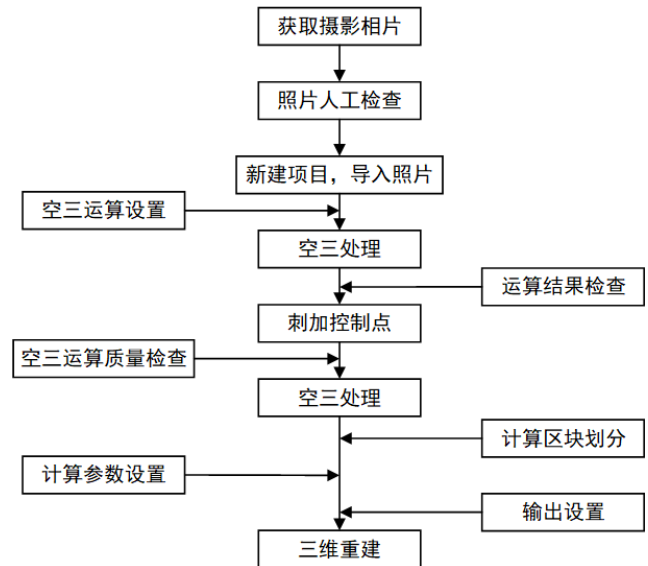 获取摄影相片
照片人工检查
新建项目，导入照片
空三运算设置
空三处理
运算结果检查
刺加控制点
空三运算质量检查
空三处理
计算区块划分
计算参数设置
输出设置
三维重建